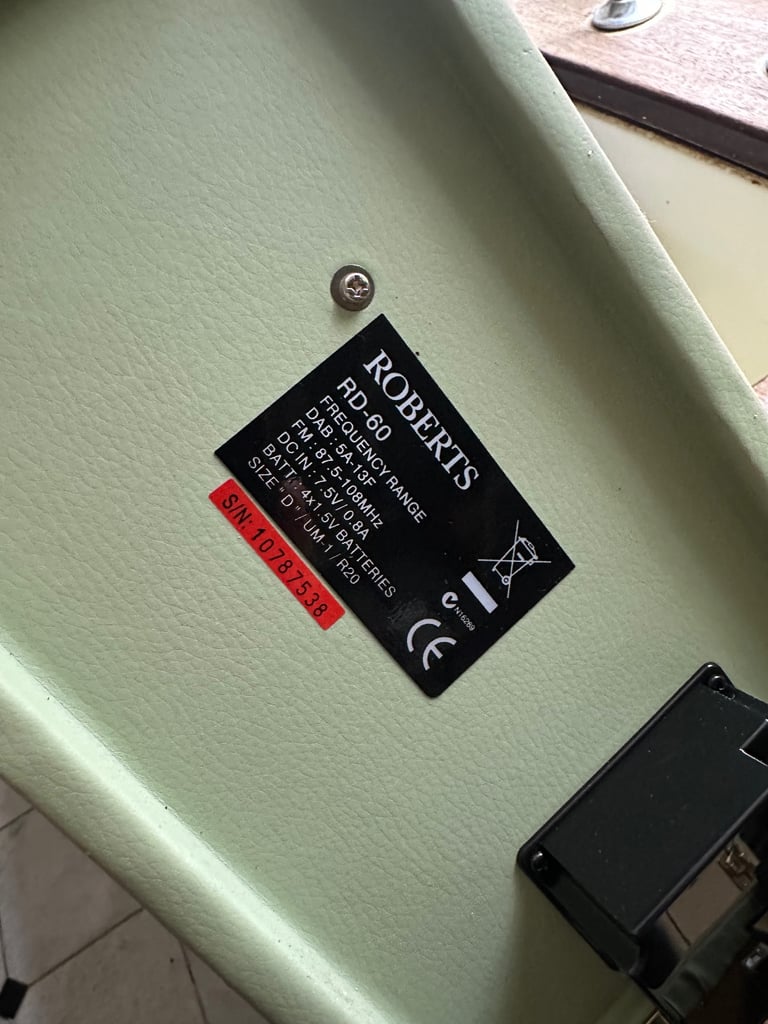 ROBERTS
RD-60
FREQUENCY RANGE
DAB : 5A-13F
FM : 87.5-108MHz
DC IN : 7.5V/ 0.8A
BATT. : 4x1.5V BATTERIES
SIZE " D " / UM-1 / R20
N16269
CE
S/N: 10787538